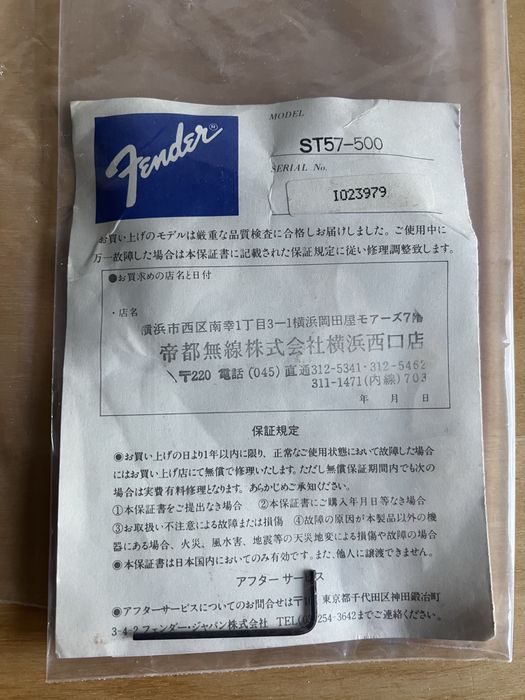 Fender®
MODEL
ST57-500
SERIAL No.
I023979
お買い上げのモデルは厳重な品質検査に合格しお届けしました。ご使用中に
万一故障した場合は本保証書に記載された保証規定に従い修理調整致します。
●お買求めの店名と日付
・店名
横浜市西区南幸1丁目3-1横浜岡田屋モアーズ7階
帝都無線株式会社横浜西口店
〒220 電話 (045) 直通312-5341・312-5462
311-1471(内線)703
年 月 日
保証規定
●お買い上げの日より1年以内に限り、正常なご使用状態において故障した場合
にはお買い上げ店にて無償で修理いたします。ただし無償保証期間内でも次の
場合は実費有料修理となります。あらかじめご承知ください。
①本保証書をご提出なき場合 ②本保証書にご購入年月日等なき場合
③お取扱い不注意による故障または損傷 ④故障の原因が本製品以外の機
器にある場合、火災、風水害、地震等の天災地変による損傷や故障の場合
●本保証書は日本国内においてのみ有効です。また、他人に譲渡できません。
アフターサービス
●アフターサービスについてのお問合せは〒10 東京都千代田区神田鍛冶町
3-4-2フェンダー・ジャパン株式会社 TEL(03)254-3642までご連絡ください。